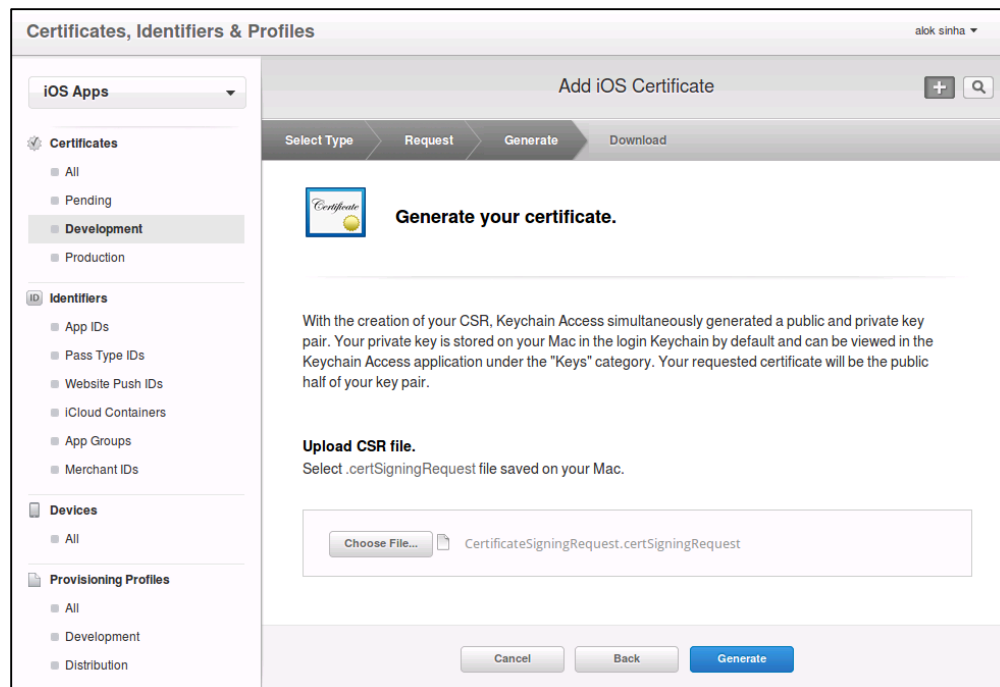 Certificates, Identifiers & Profiles
alok sinha
iOS Apps
Add iOS Certificate
Certificates
All
Pending
Development
Production
ID Identifiers
App IDs
Pass Type IDs
Website Push IDs
iCloud Containers
App Groups
Merchant IDs
Devices
All
Provisioning Profiles
All
Development
Distribution
Select Type
Request
Generate
Download
Certificate
Generate your certificate.
With the creation of your CSR, Keychain Access simultaneously generated a public and private key
pair. Your private key is stored on your Mac in the login Keychain by default and can be viewed in the
Keychain Access application under the "Keys" category. Your requested certificate will be the public
half of your key pair.
Upload CSR file.
Select .certSigningRequest file saved on your Mac.
Choose File...
CertificateSigningRequest.certSigningRequest
Cancel
Back
Generate